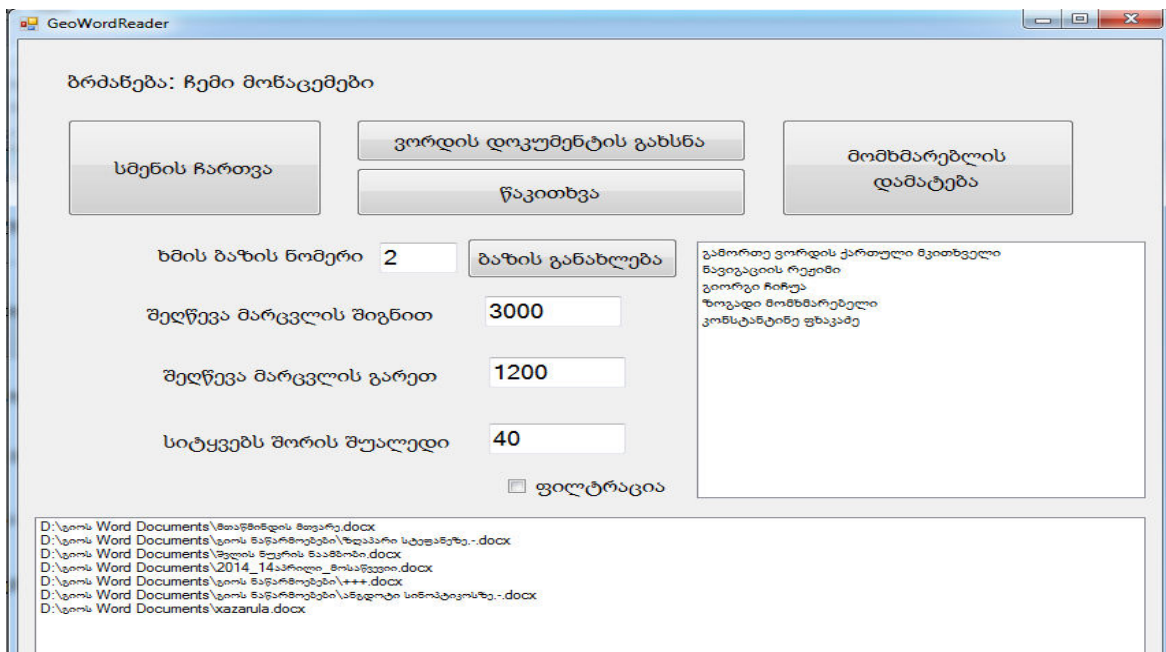 GeoWordReader
ბრძანება: ჩემი მონაცემები
სმენის ჩართვა
ვორდის დოკუმენტის გახსნა
წაკითხვა
მომხმარებლის
დამატება
ხმის ბაზის ნომერი 2 ბაზის განახლება
შეღწევა მარცვლის შიგნით 3000
შეღწევა მარცვლის გარეთ 1200
სიტყვებს შორის შუალედი 40
ფილტრაცია
გამორთე ვორდის ქართული მკითხველი
ნავიგაციის რეჟიმი
გიორგი ჩიჩუა
ზოგადი მომხმარებელი
კონსტანტინე ფხაკაძე
D:\გიოს Word Documents\მთაწმინდის მთვარე.docx
D:\გიოს Word Documents\გიოს ნაწარმოებები\ზღაპარი სტეფანეზე.-.docx
D:\გიოს Word Documents\შვლის ნუკრის ნაამბობი.docx
D:\გიოს Word Documents\2014_14აპრილი_მოსაწვევი.docx
D:\გიოს Word Documents\გიოს ნაწარმოებები\+++.docx
D:\გიოს Word Documents\გიოს ნაწარმოებები\ანგდოტი სინოპტიკოსზე.-.docx
D:\გიოს Word Documents\xazarula.docx